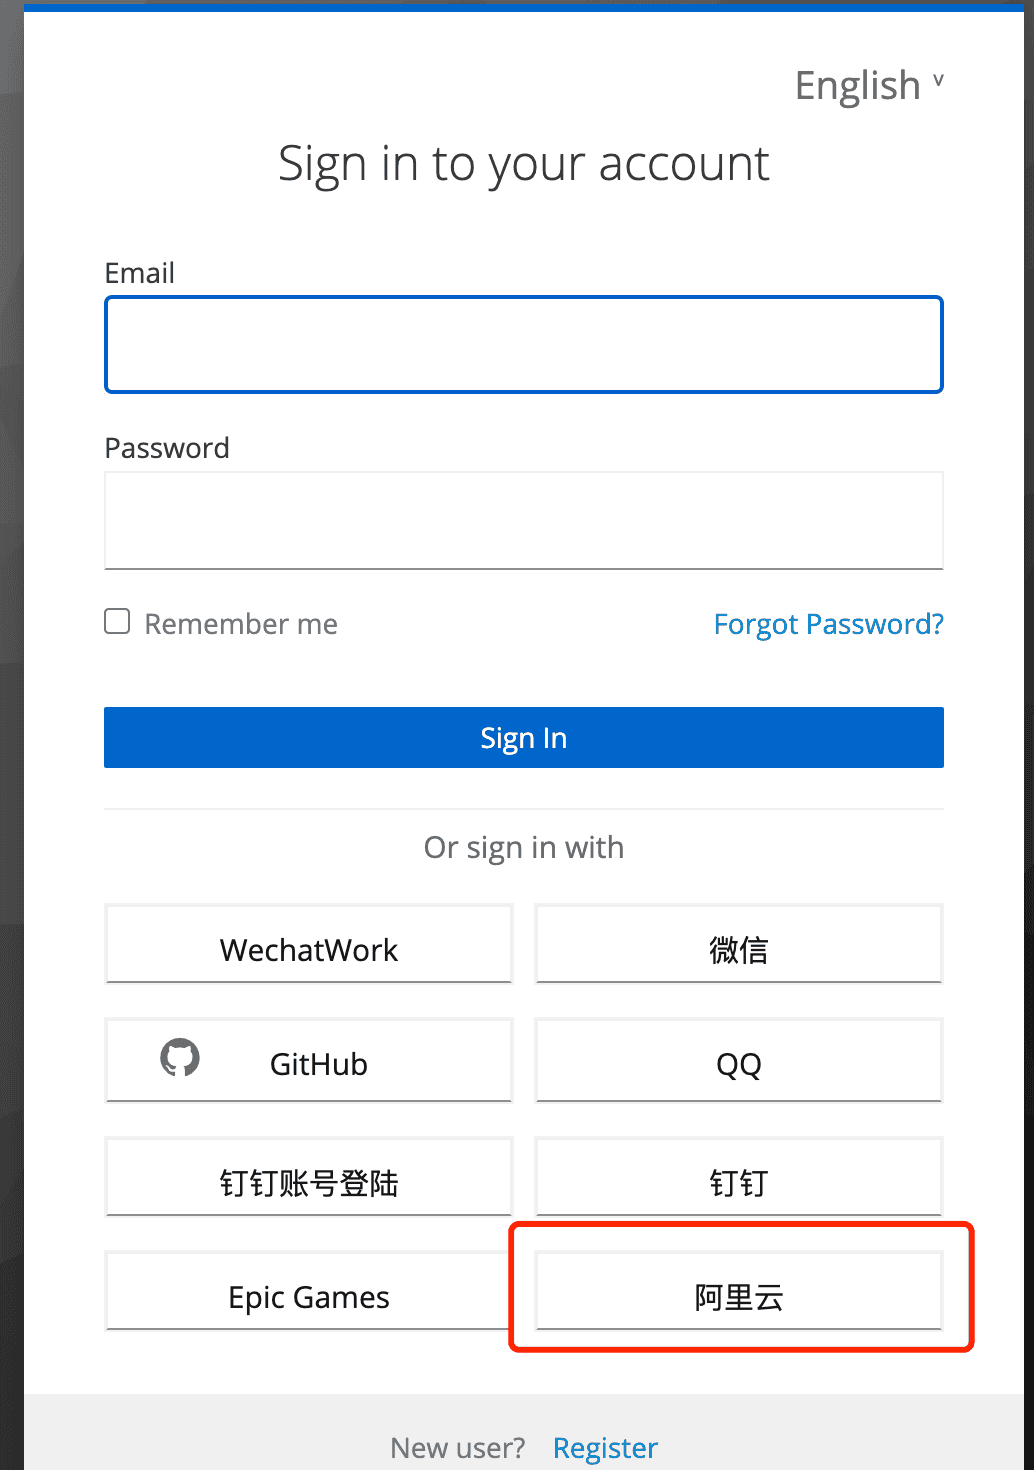 English
Sign in to your account
Email
Password
Remember me
Forgot Password?
Sign In
Or sign in with
WechatWork
微信
GitHub
QQ
钉钉账号登陆
钉钉
Epic Games
阿里云
New user? Register